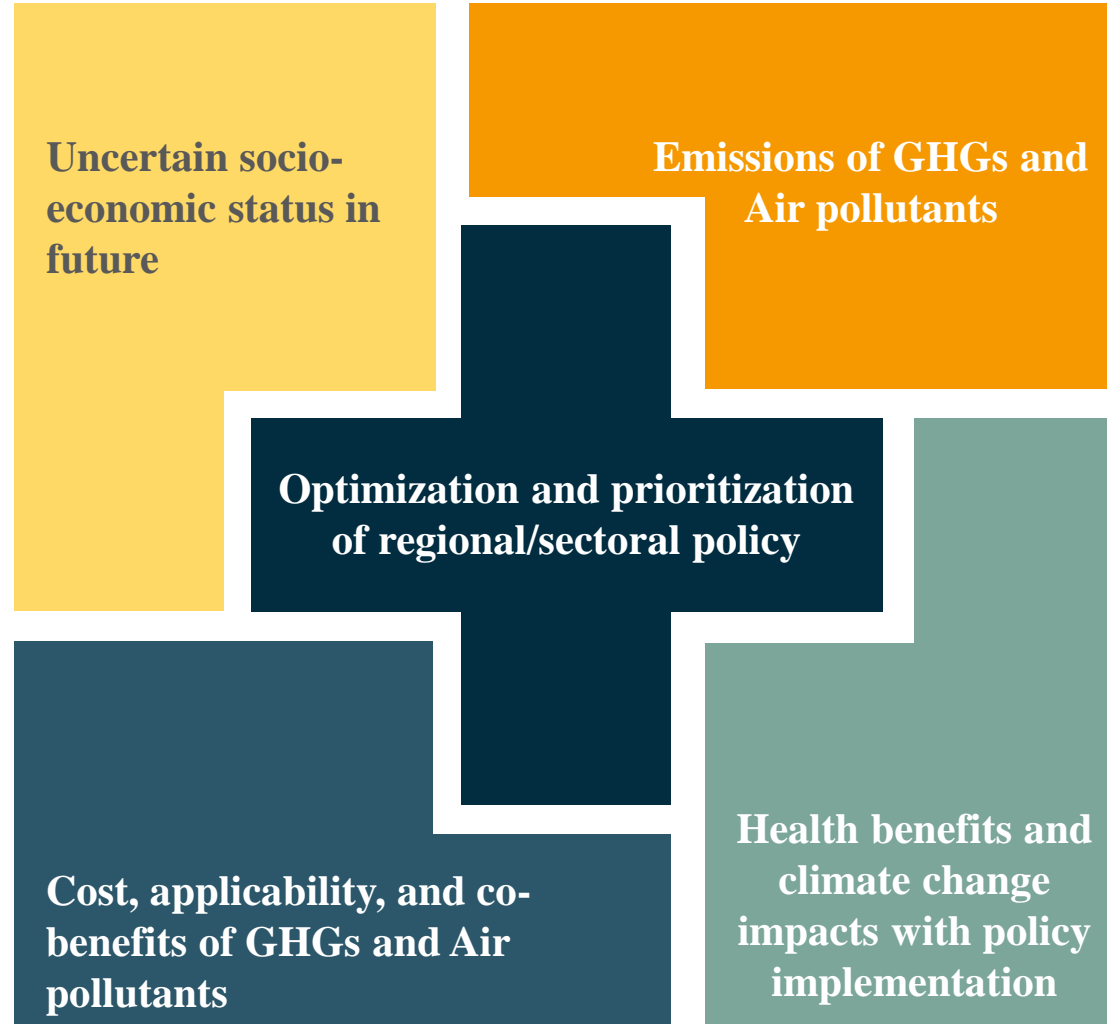 Uncertain socio-
economic status in
future
Emissions of GHGs and
Air pollutants
Optimization and prioritization
of regional/sectoral policy
Cost, applicability, and co-
benefits of GHGs and Air
pollutants
Health benefits and
climate change
impacts with policy
implementation